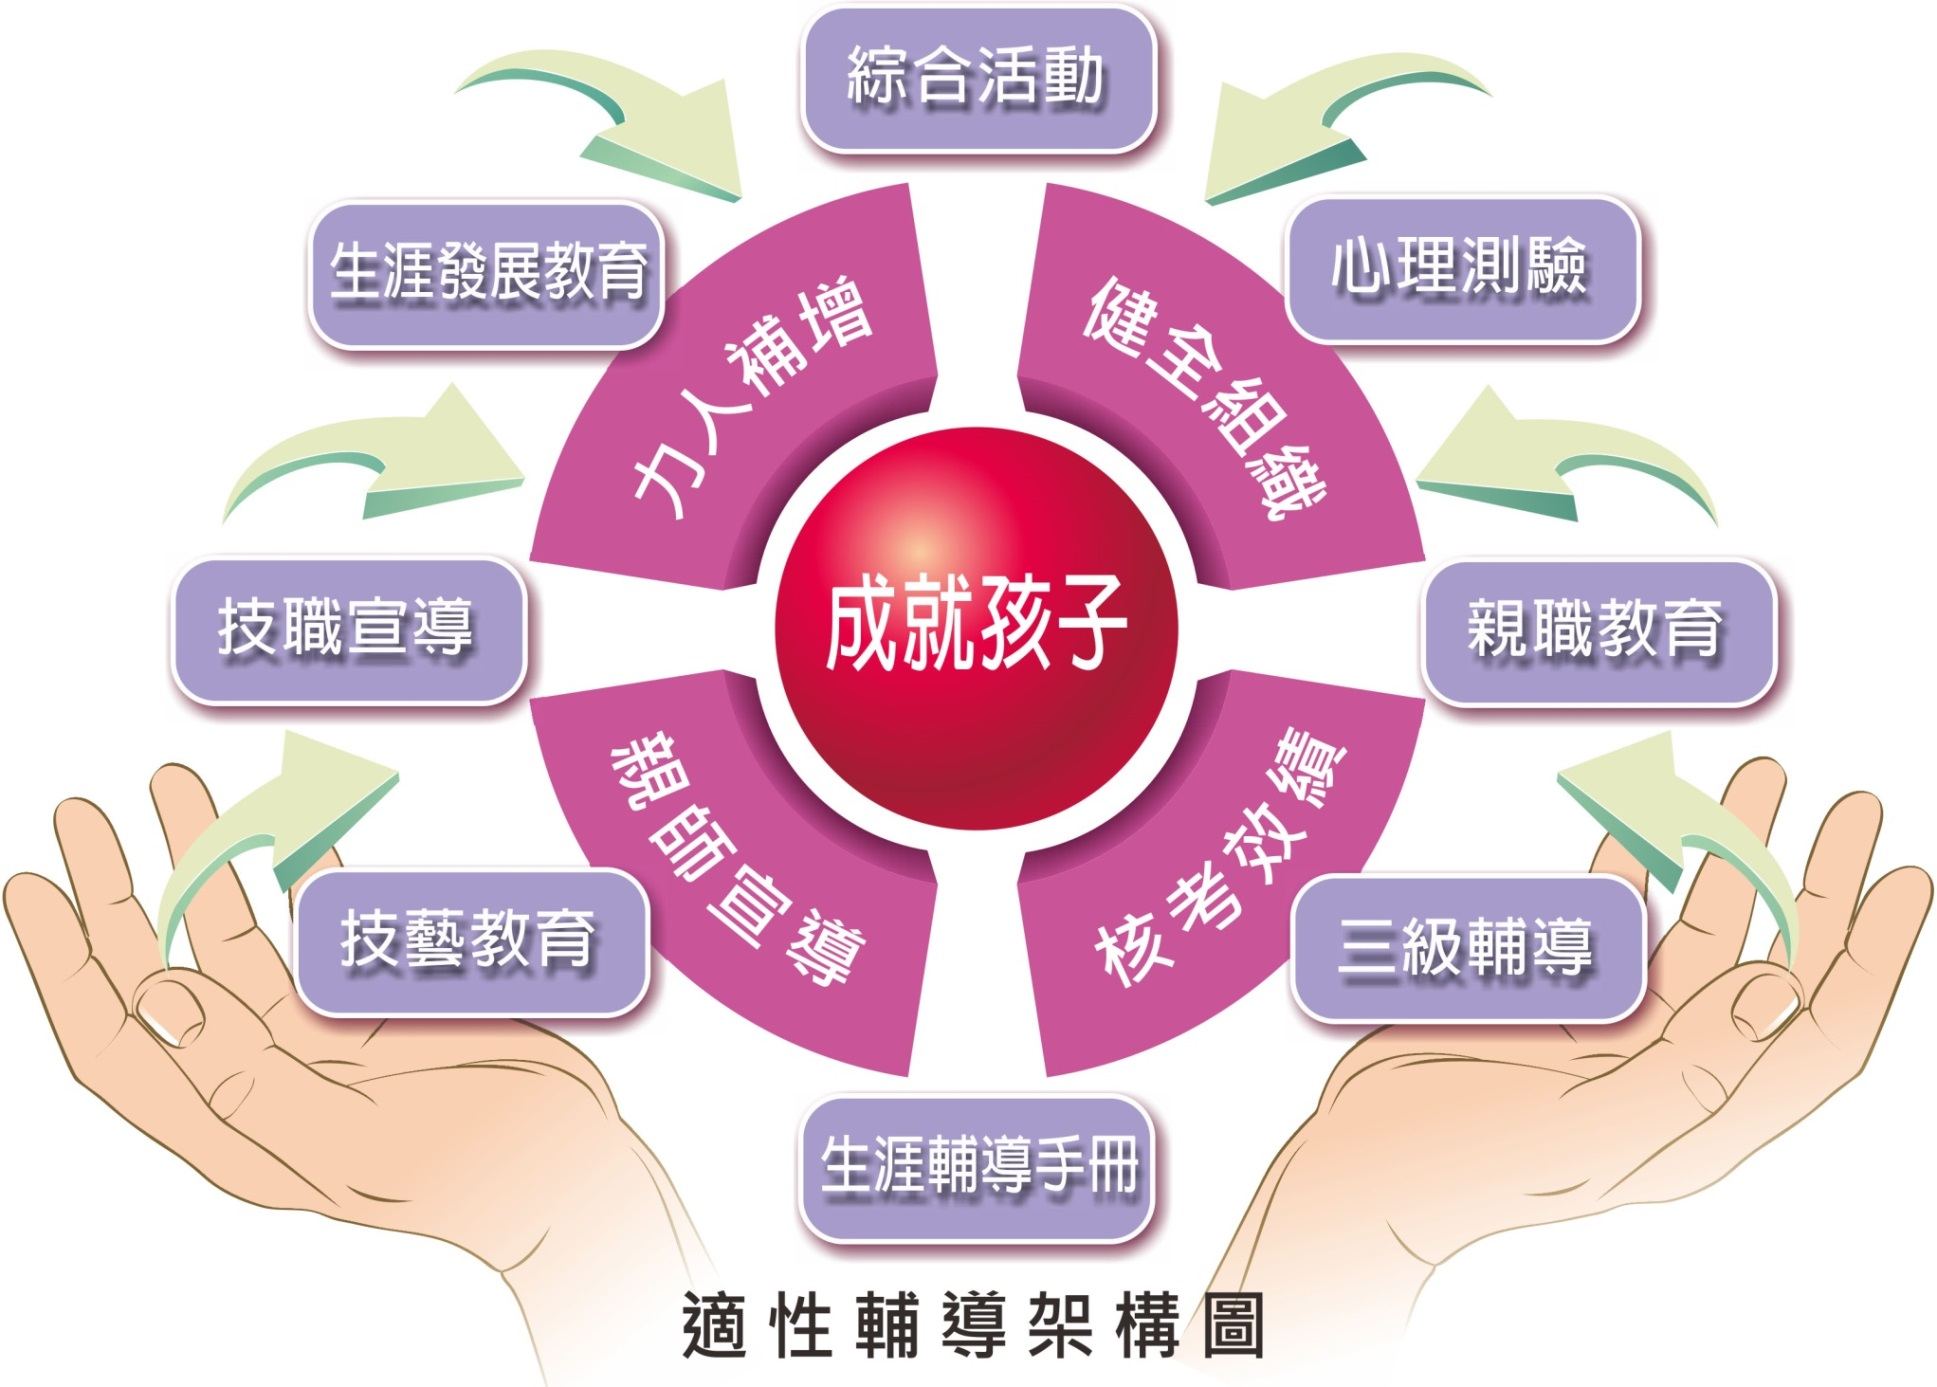 綜合活動
生涯發展教育
心理測驗
力人補增
健全組織
技職宣導
成就孩子
親職教育
親師宣導
核考效績
技藝教育
三級輔導
生涯輔導手冊
適性輔導架構圖